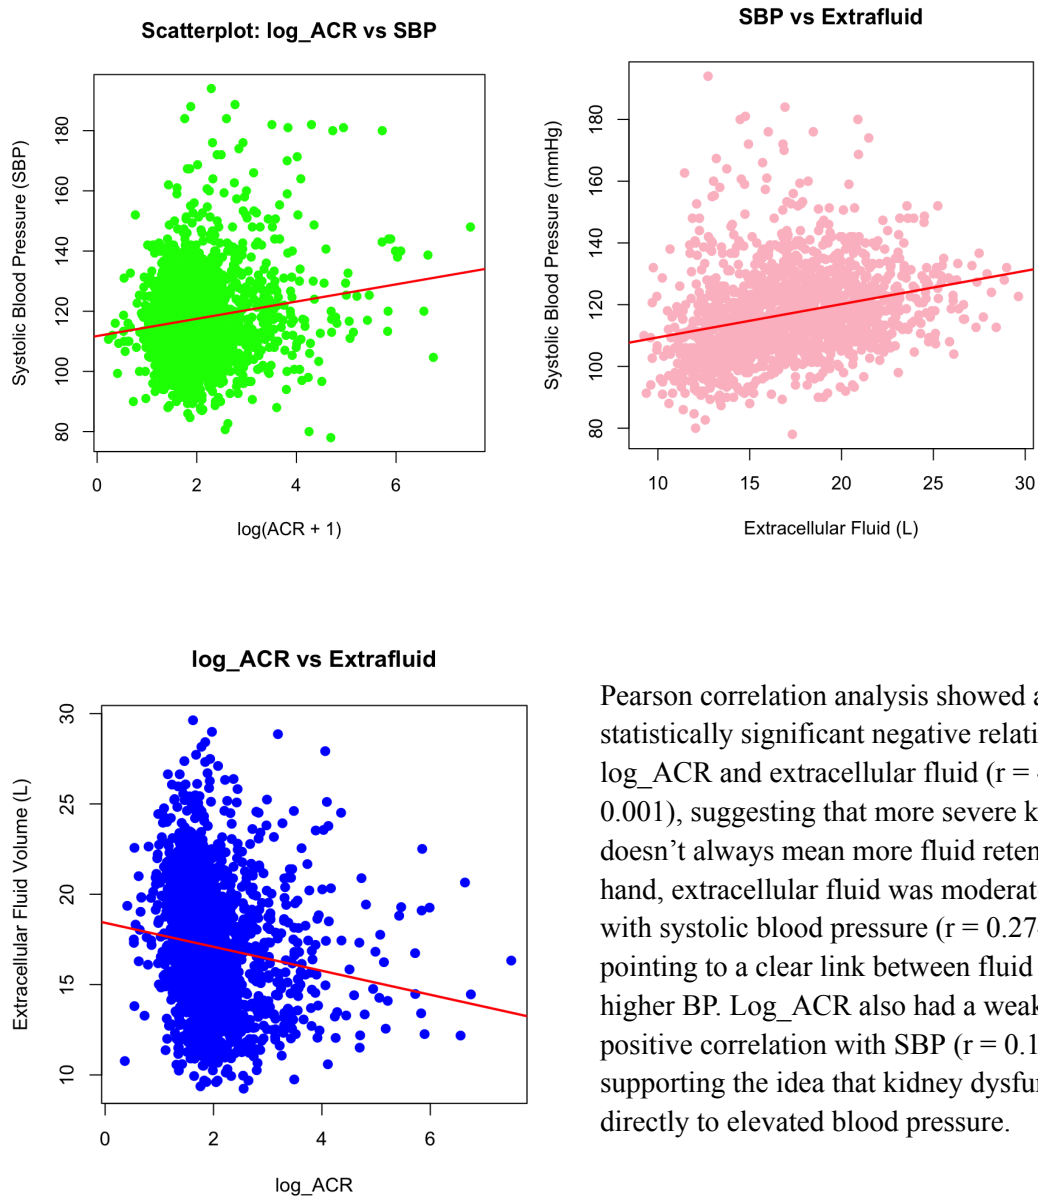 Scatterplot: log_ACR vs SBP
Systolic Blood Pressure (SBP)
180
160
140
120
100
80
0 2 4 6
log(ACR + 1)
SBP vs Extrafluid
Systolic Blood Pressure (mmHg)
180
160
140
120
100
80
10 15 20 25 30
Extracellular Fluid (L)
log_ACR vs Extrafluid
Extracellular Fluid Volume (L)
30
25
20
15
10
0 2 4 6
log_ACR
Pearson correlation analysis showed
statistically significant negative
log_ACR and extracellular fluid (r =
0.001), suggesting that more severe
doesn’t always mean more fluid
hand, extracellular fluid was
with systolic blood pressure (r = 0.27
pointing to a clear link between fluid
higher BP. Log_ACR also had a weak
positive correlation with SBP (r = 0.1
supporting the idea that kidney
directly to elevated blood pressure.